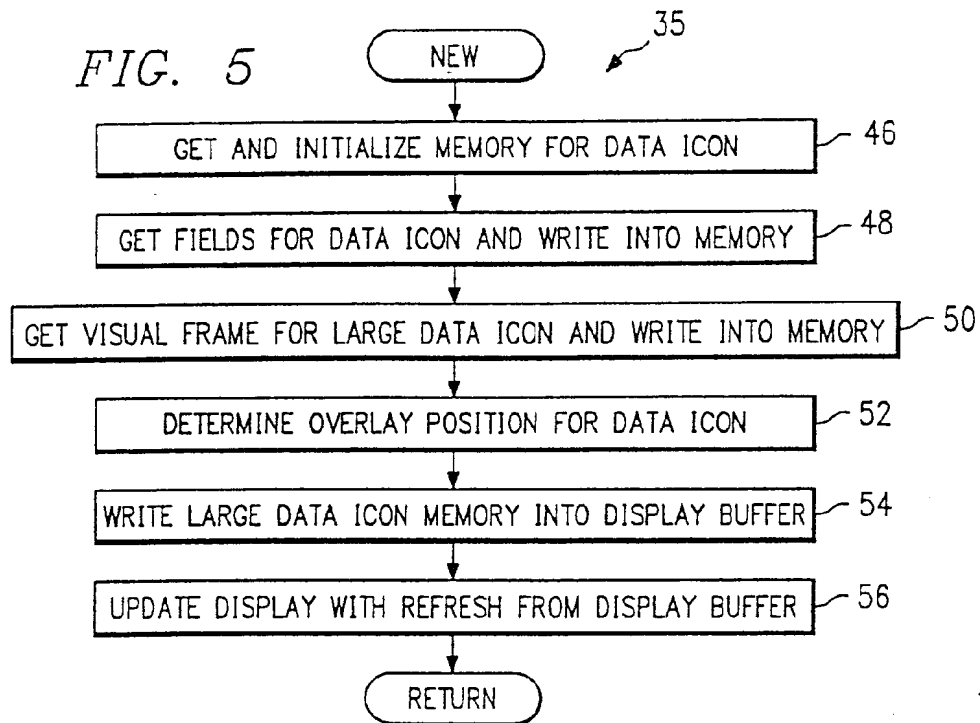 FIG. 5
NEW
35
GET AND INITIALIZE MEMORY FOR DATA ICON
46
GET FIELDS FOR DATA ICON AND WRITE INTO MEMORY
48
GET VISUAL FRAME FOR LARGE DATA ICON AND WRITE INTO MEMORY
50
DETERMINE OVERLAY POSITION FOR DATA ICON
52
WRITE LARGE DATA ICON MEMORY INTO DISPLAY BUFFER
54
UPDATE DISPLAY WITH REFRESH FROM DISPLAY BUFFER
56
RETURN